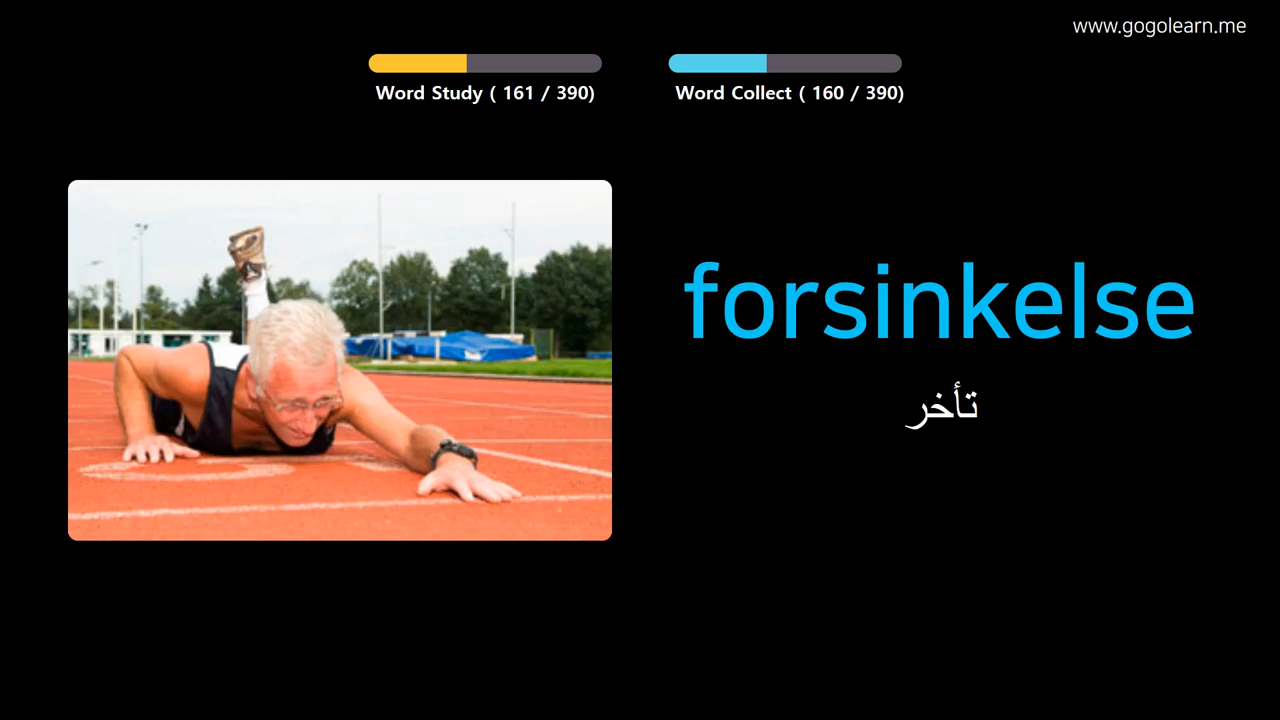 www.gogolearn.me
Word Study ( 161 / 390)
Word Collect ( 160 / 390)
forsinkelse
تأخر